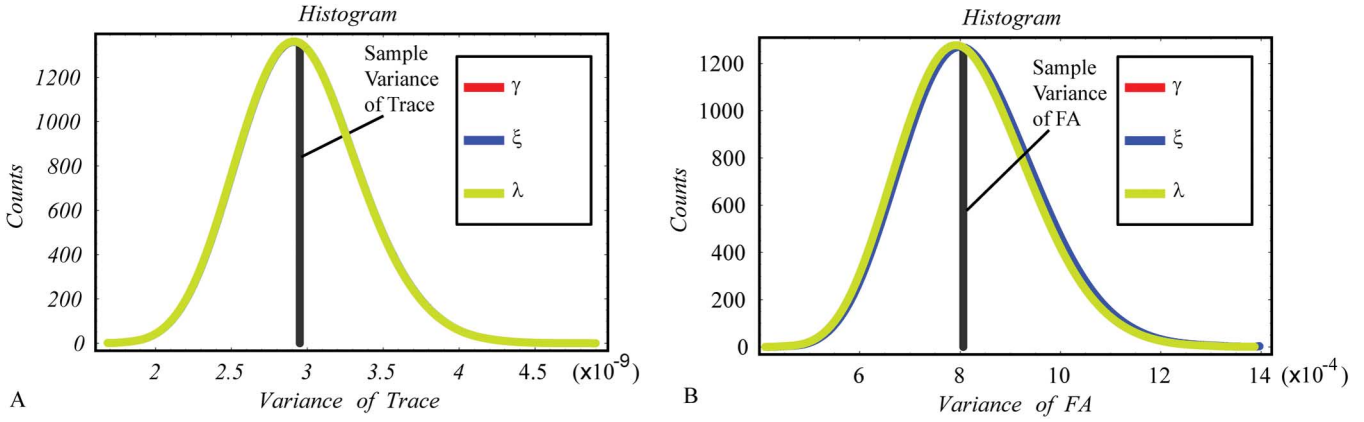 Histogram
1200
1000
800
600
400
200
0
Counts
Sample
Variance
of Trace
γ
ξ
λ
2 2.5 3 3.5 4 4.5 (x10-9)
Variance of Trace
A
Histogram
1200
1000
800
600
400
200
0
Counts
Sample
Variance
of FA
γ
ξ
λ
6 8 10 12 14 (x10-4)
Variance of FA
B